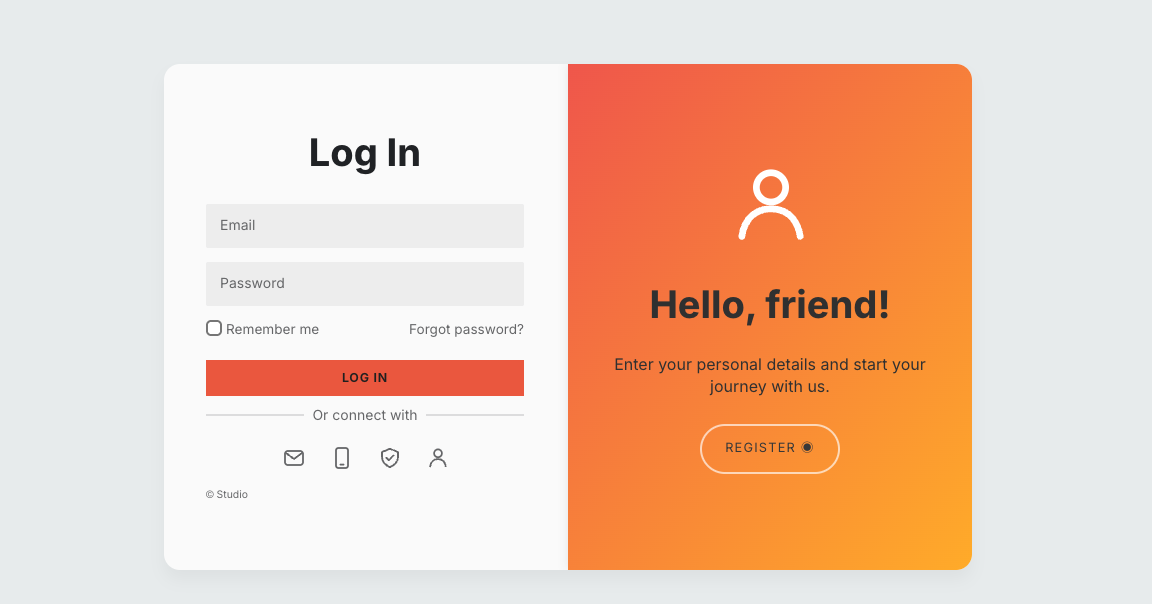 Log In
Email
Password
Remember me
Forgot password?
LOG IN
Or connect with
© Studio
Hello, friend!
Enter your personal details and start your
journey with us.
REGISTER ◉